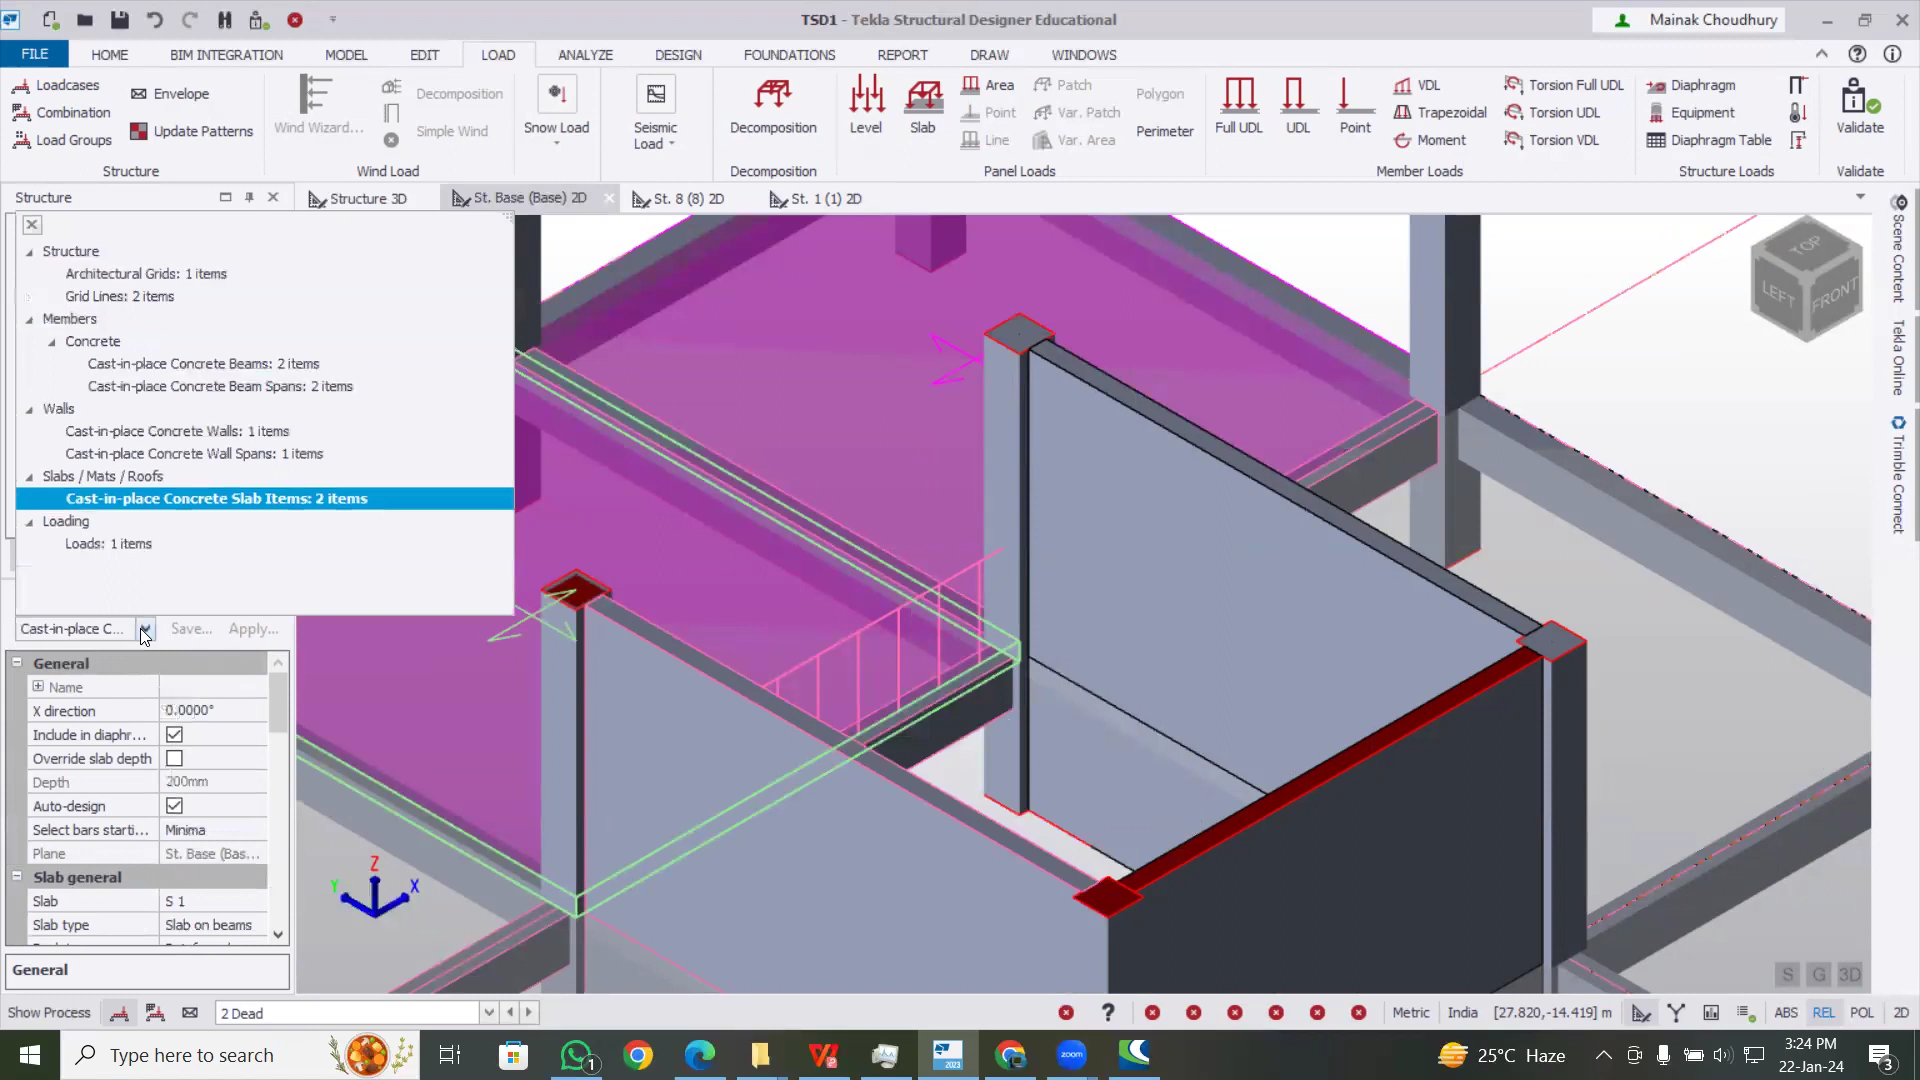 TSD1 - Tekla Structural Designer Educational
Mainak Choudhury
FILE
HOME
BIM INTEGRATION
MODEL
EDIT
LOAD
ANALYZE
DESIGN
FOUNDATIONS
REPORT
DRAW
WINDOWS
Loadcases
Combination
Load Groups
Envelope
Update Patterns
Structure
Wind Wizard...
Decomposition
Simple Wind
Wind Load
Snow Load
Seismic
Load
Decomposition
Decomposition
Level
Slab
Area
Point
Line
Patch
Var. Patch
Var. Area
Polygon
Perimeter
Panel Loads
Full UDL
UDL
Point
VDL
Trapezoidal
Moment
Torsion Full UDL
Torsion UDL
Torsion VDL
Member Loads
Diaphragm
Equipment
Diaphragm Table
Structure Loads
Validate
Validate
Structure
Structure 3D
St. Base (Base) 2D
St. 8 (8) 2D
St. 1 (1) 2D
Structure
Architectural Grids: 1 items
Grid Lines: 2 items
Members
Concrete
Cast-in-place Concrete Beams: 2 items
Cast-in-place Concrete Beam Spans: 2 items
Walls
Cast-in-place Concrete Walls: 1 items
Cast-in-place Concrete Wall Spans: 1 items
Slabs / Mats / Roofs
Cast-in-place Concrete Slab Items: 2 items
Loading
Loads: 1 items
Cast-in-place C...
Save...
Apply...
General
Name
X direction 0.0000°
Include in diaphr...
Override slab depth
Depth 200mm
Auto-design
Select bars starti... Minima
Plane St. Base (Bas...
Slab general
Slab S 1
Slab type Slab on beams
General
TOP
LEFT
FRONT
Scene Content
Tekla Online
Trimble Connect
Z
Y
X
S G 3D
Show Process
2 Dead
?
Metric
India
[27.820,-14.419] m
ABS
REL
POL
2D
Type here to search
1
2023
zoom
25°C Haze
3:24 PM
22-Jan-24
3